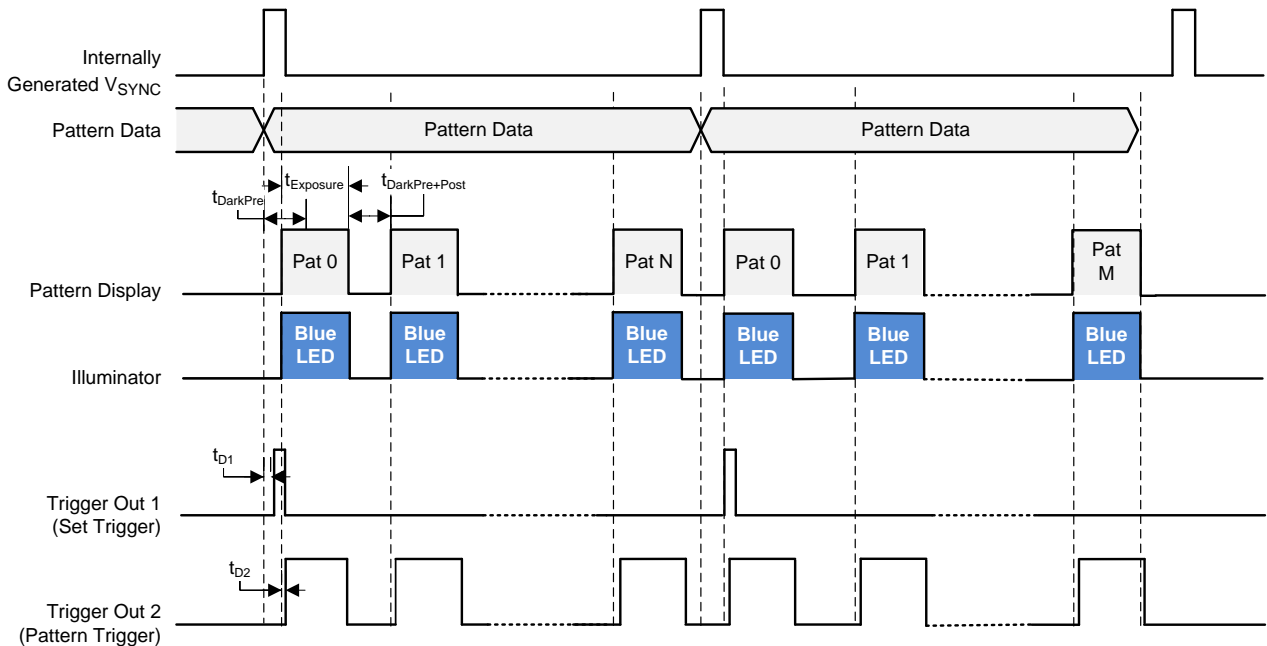 Internally
Generated VSYNC
Pattern Data
Pattern Data
Pattern Data
tExposure
tDarkPre+Post
tDarkPre
Pat 0
Pat 1
Pat N
Pat 0
Pat 1
Pat
M
Pattern Display
Blue
LED
Blue
LED
Blue
LED
Blue
LED
Blue
LED
Blue
LED
Illuminator
tD1
Trigger Out 1
(Set Trigger)
tD2
Trigger Out 2
(Pattern Trigger)